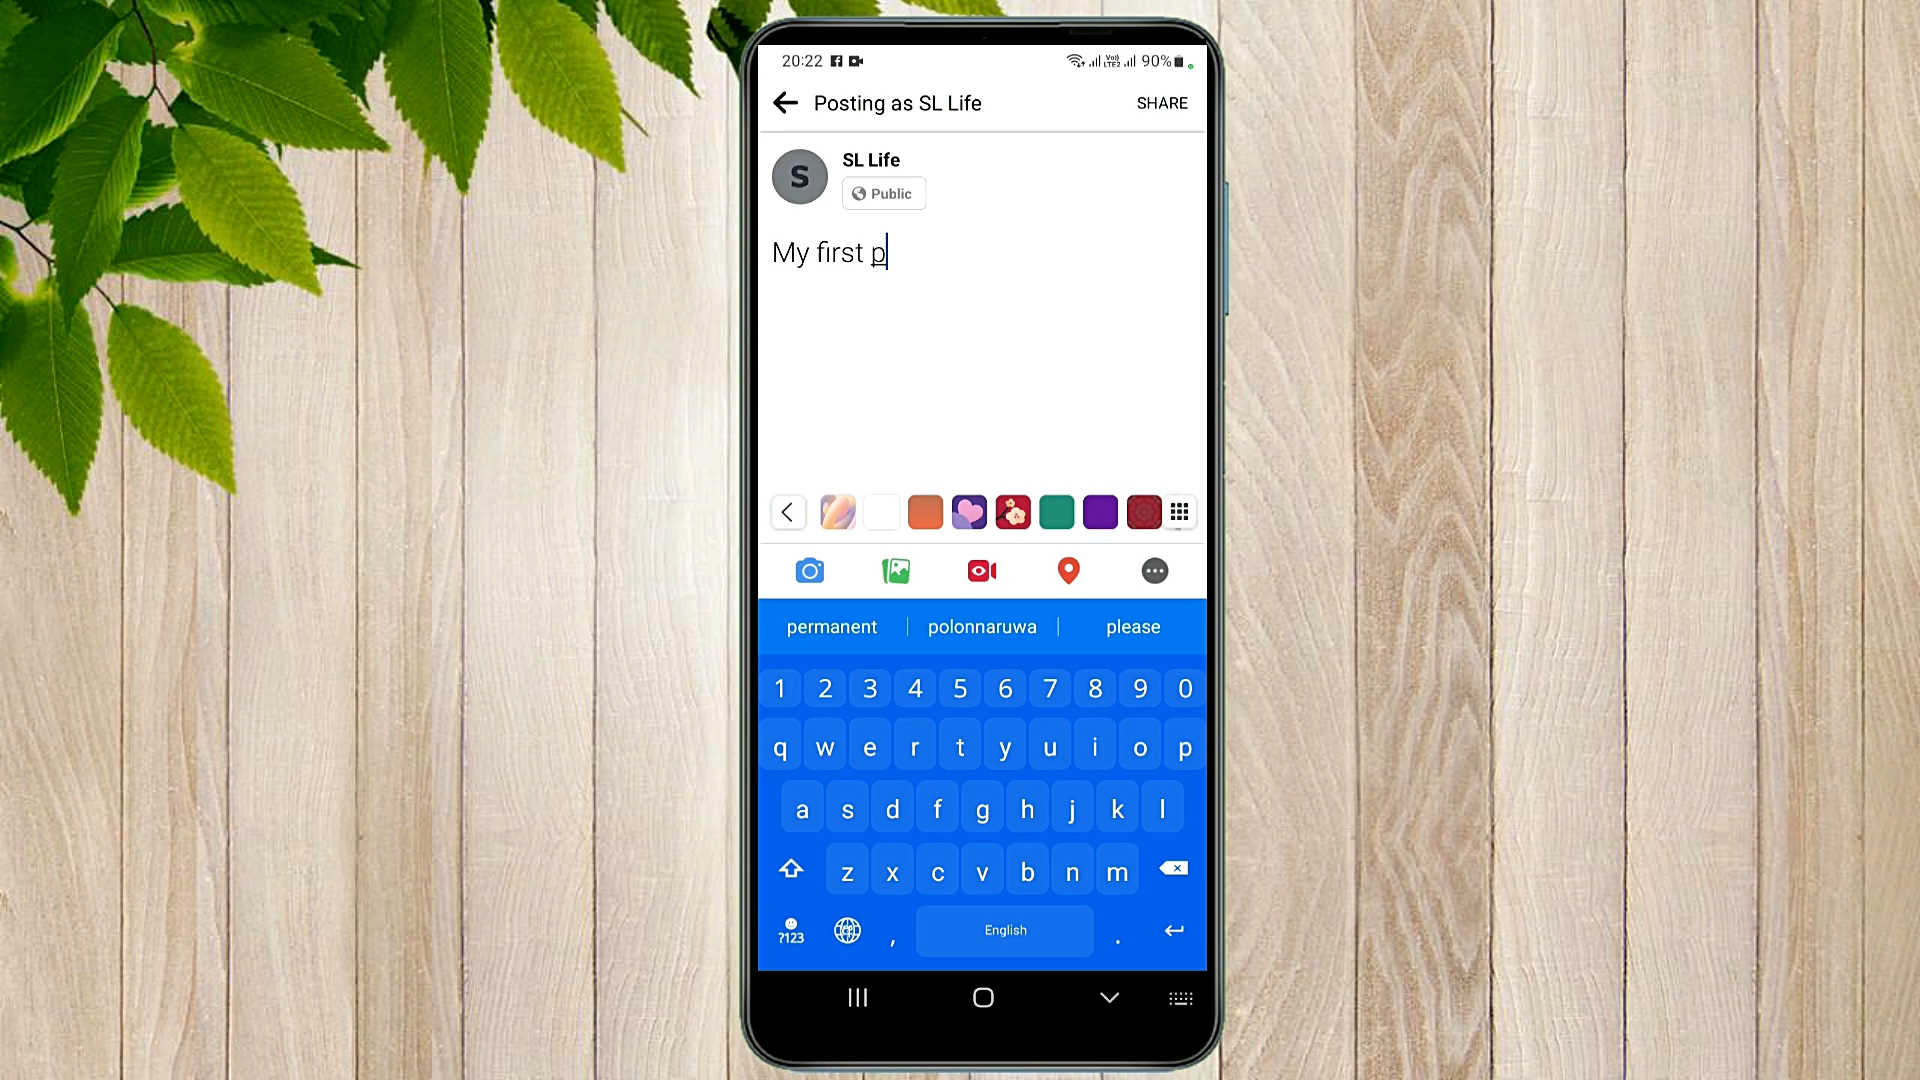 20:22 90%
Posting as SL Life SHARE
S
SL Life
Public
My first p
permanent polonnaruwa please
1 2 3 4 5 6 7 8 9 0
q w e r t y u i o p
a s d f g h j k l
z x c v b n m
?123 , English .